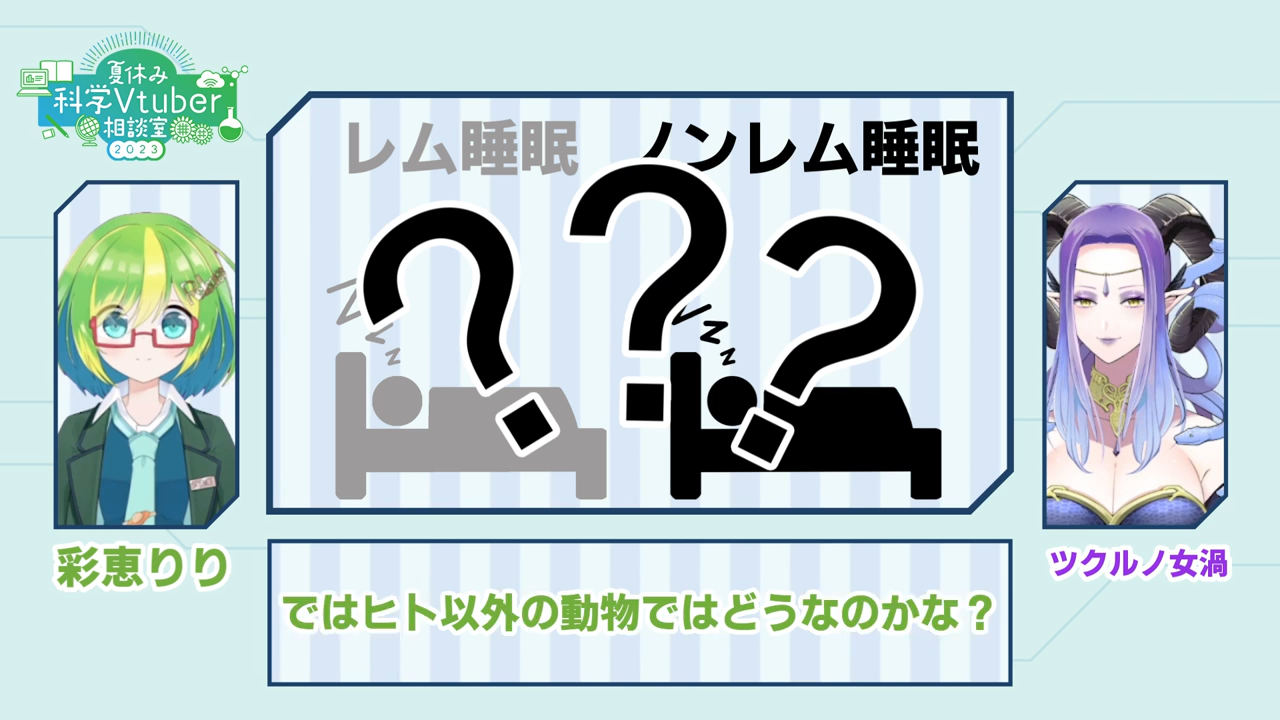 夏休み
科学Vtuber
相談室
2023
レム睡眠
ノンレム睡眠
???
zzz
zzz
彩恵りり
ツクルノ女渦
ではヒト以外の動物ではどうなのかな？